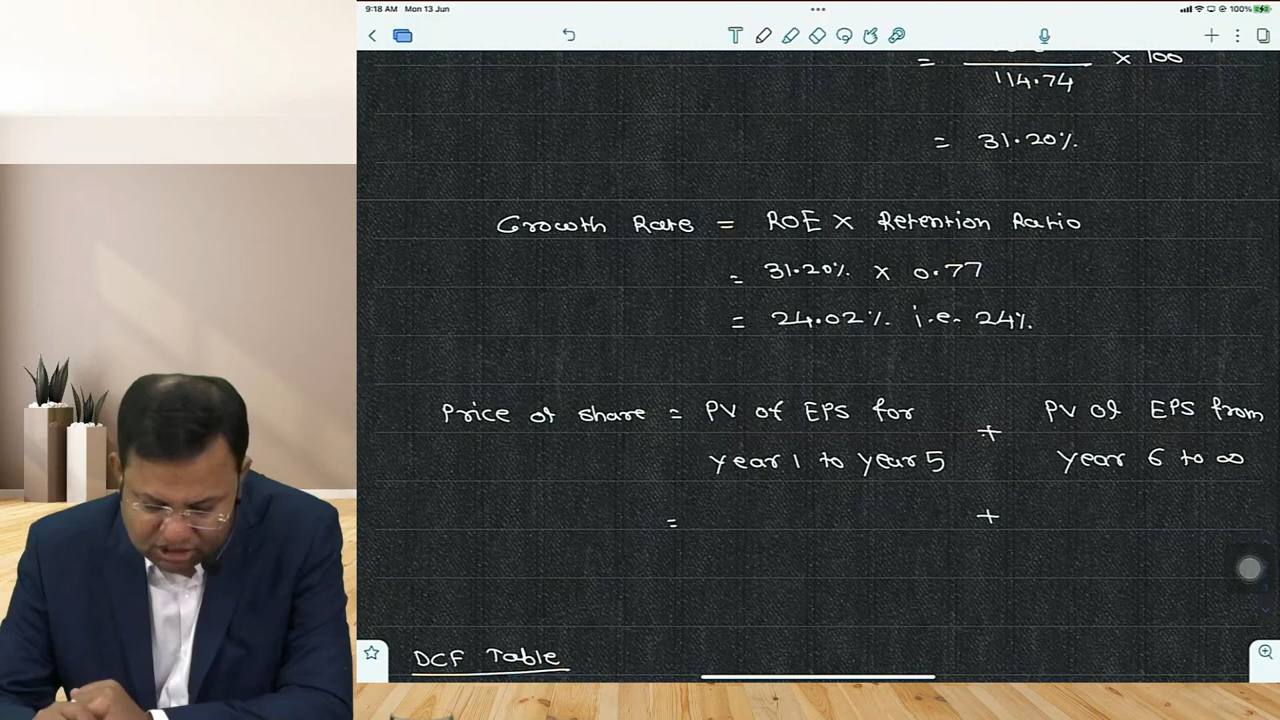 9:18 AM Mon 13 Jun
100%
=
× 100
114.74
= 31.20%.
Growth Rate = ROE × Retention Ratio
= 31.20%. × 0.77
= 24.02%. i.e. 24%.
Price of share = PV of EPS for + PV of EPS from
year 1 to year 5 year 6 to ∞
= +
DCF Table